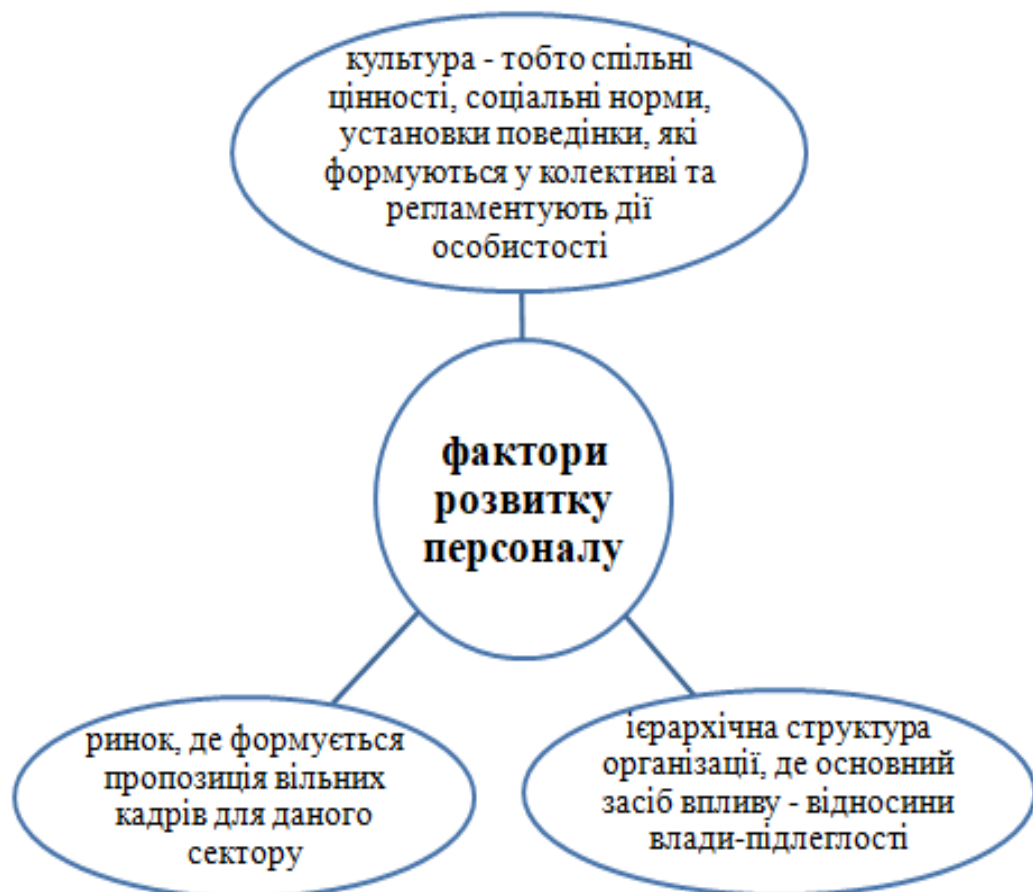 культура - тобто спільні
цінності, соціальні норми,
установки поведінки, які
формуються у колективі та
регламентують дії
особистості
фактори
розвитку
персоналу
ринок, де формується
пропозиція вільних
кадрів для даного
сектору
ієрархічна структура
організації, де основний
засіб впливу - відносини
влади-підлеглості